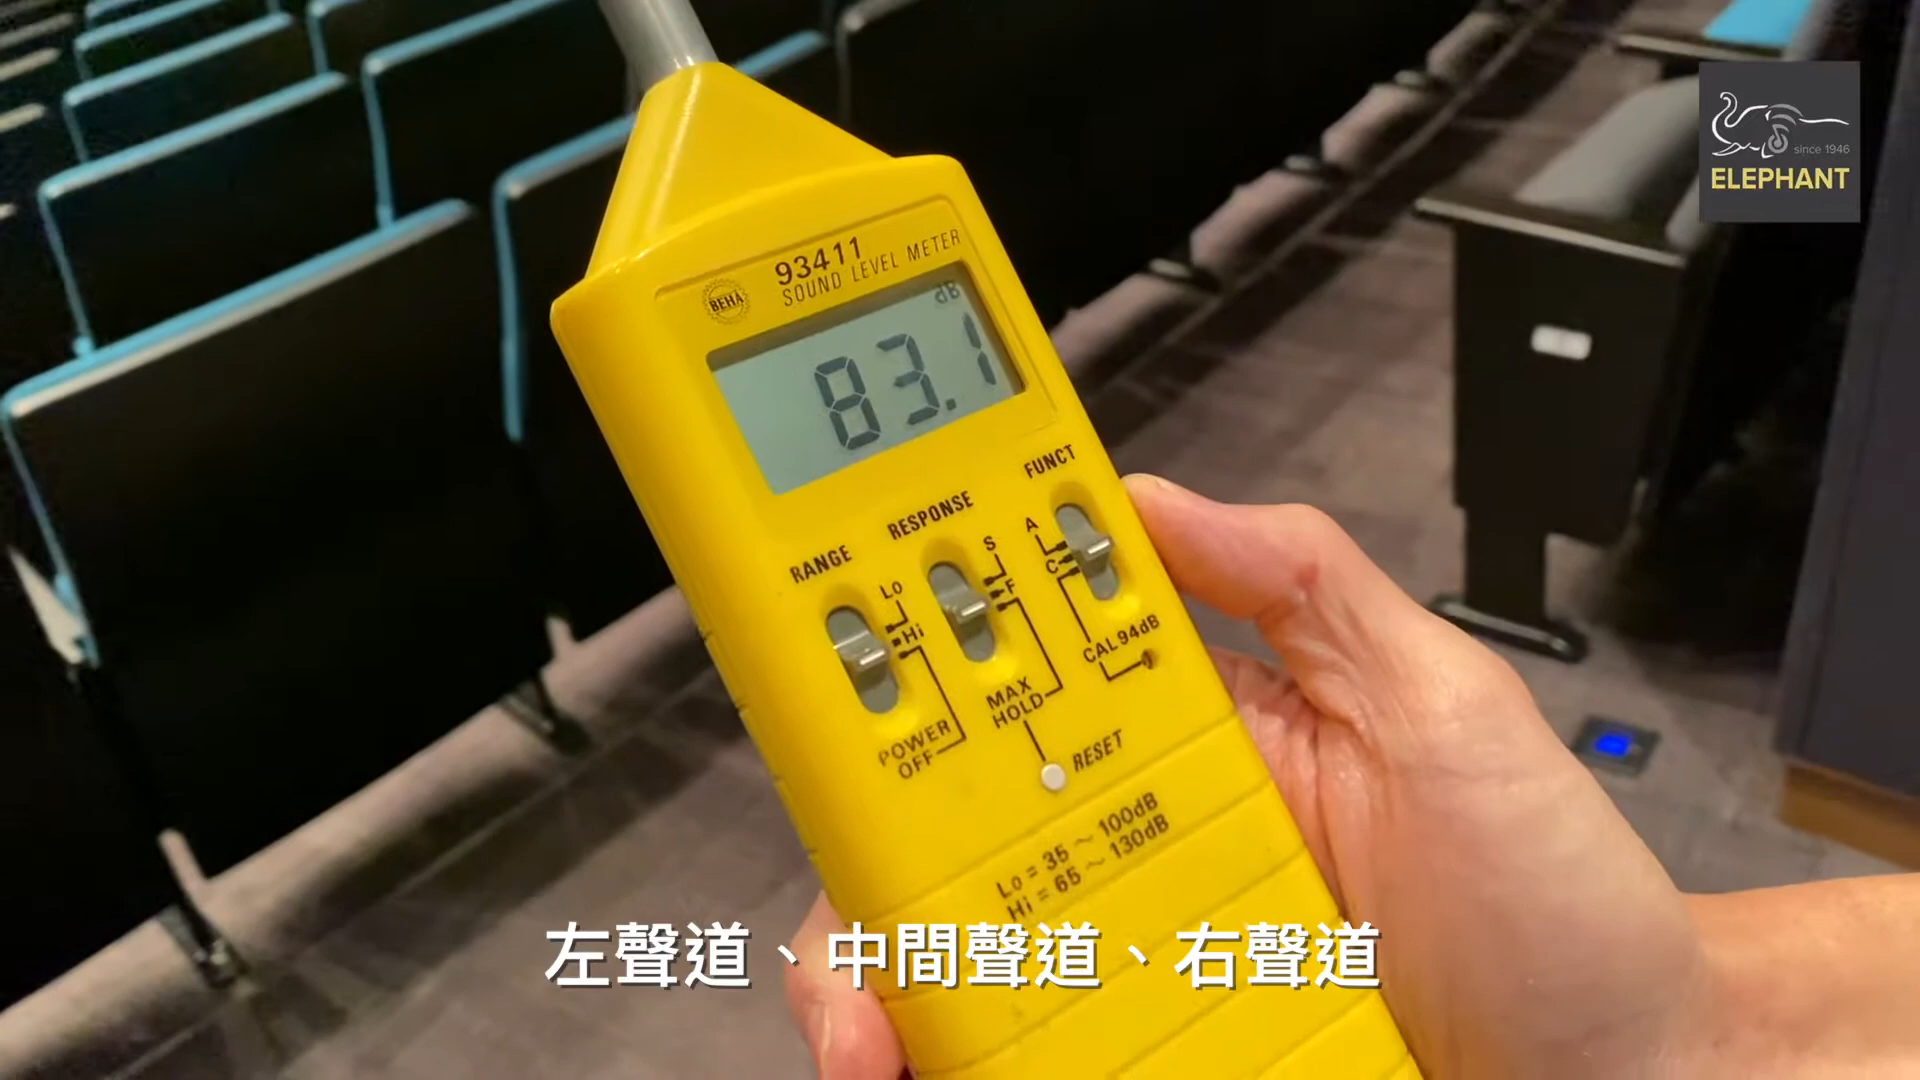 since 1946
ELEPHANT
93411
BEHA
SOUND LEVEL METER
dB
83.1
RANGE
RESPONSE
FUNCT
Lo
Hi
S
F
A
C
POWER
OFF
MAX
HOLD
CAL 94dB
RESET
Lo = 35 ~ 100dB
Hi = 65 ~ 130dB
左聲道、中間聲道、右聲道